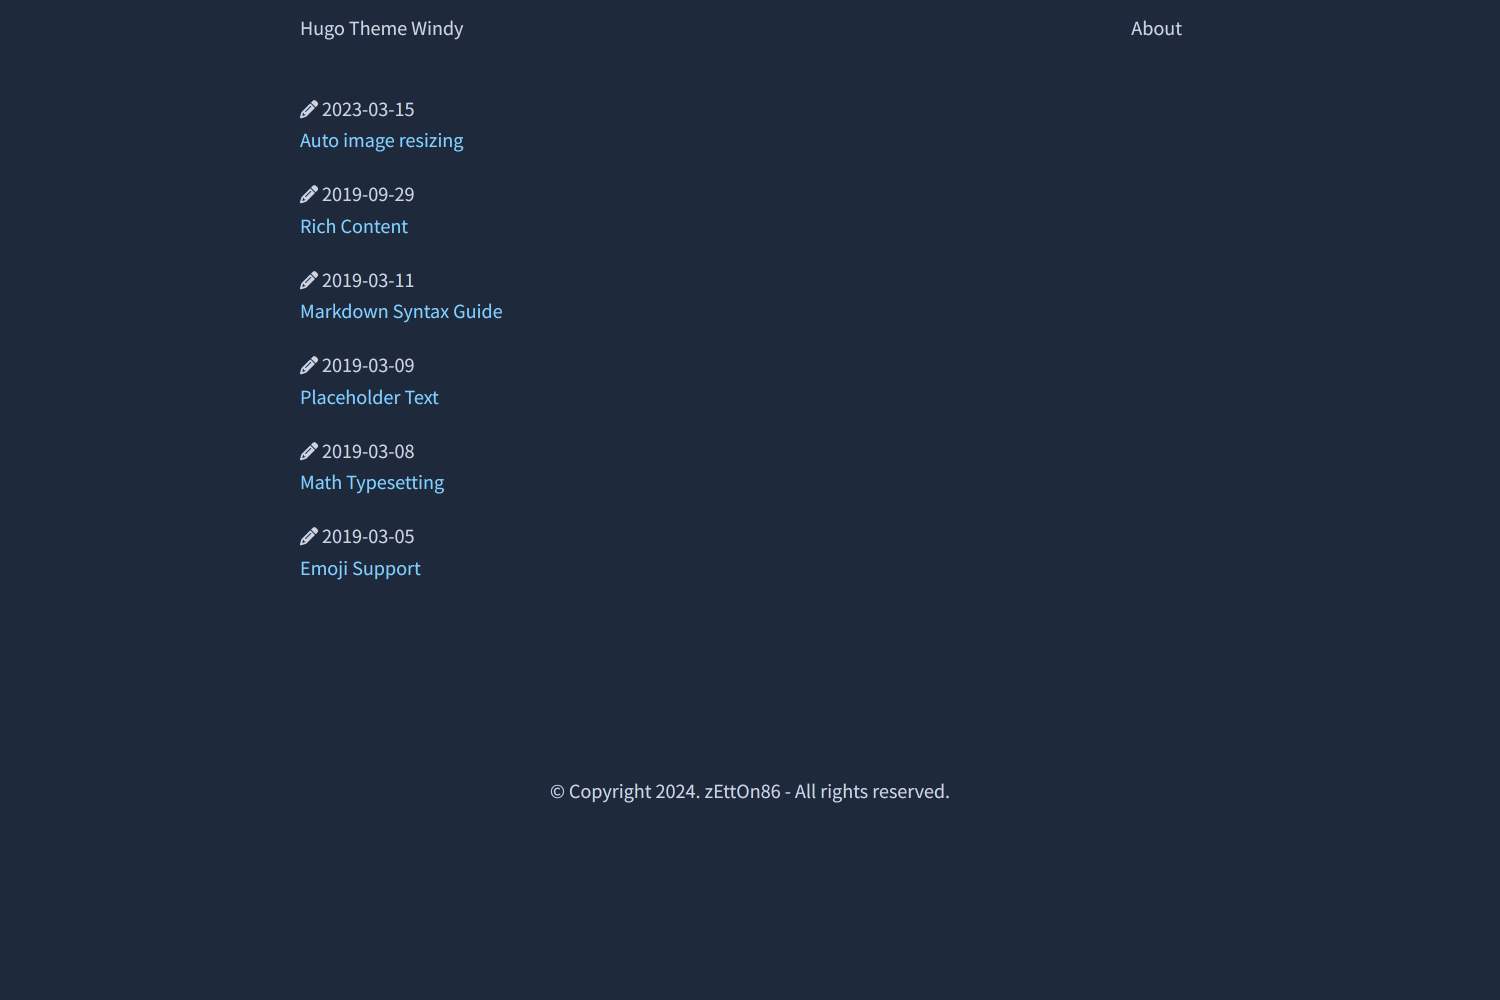 Hugo Theme Windy
About
2023-03-15
Auto image resizing
2019-09-29
Rich Content
2019-03-11
Markdown Syntax Guide
2019-03-09
Placeholder Text
2019-03-08
Math Typesetting
2019-03-05
Emoji Support
© Copyright 2024. zEttOn86 - All rights reserved.